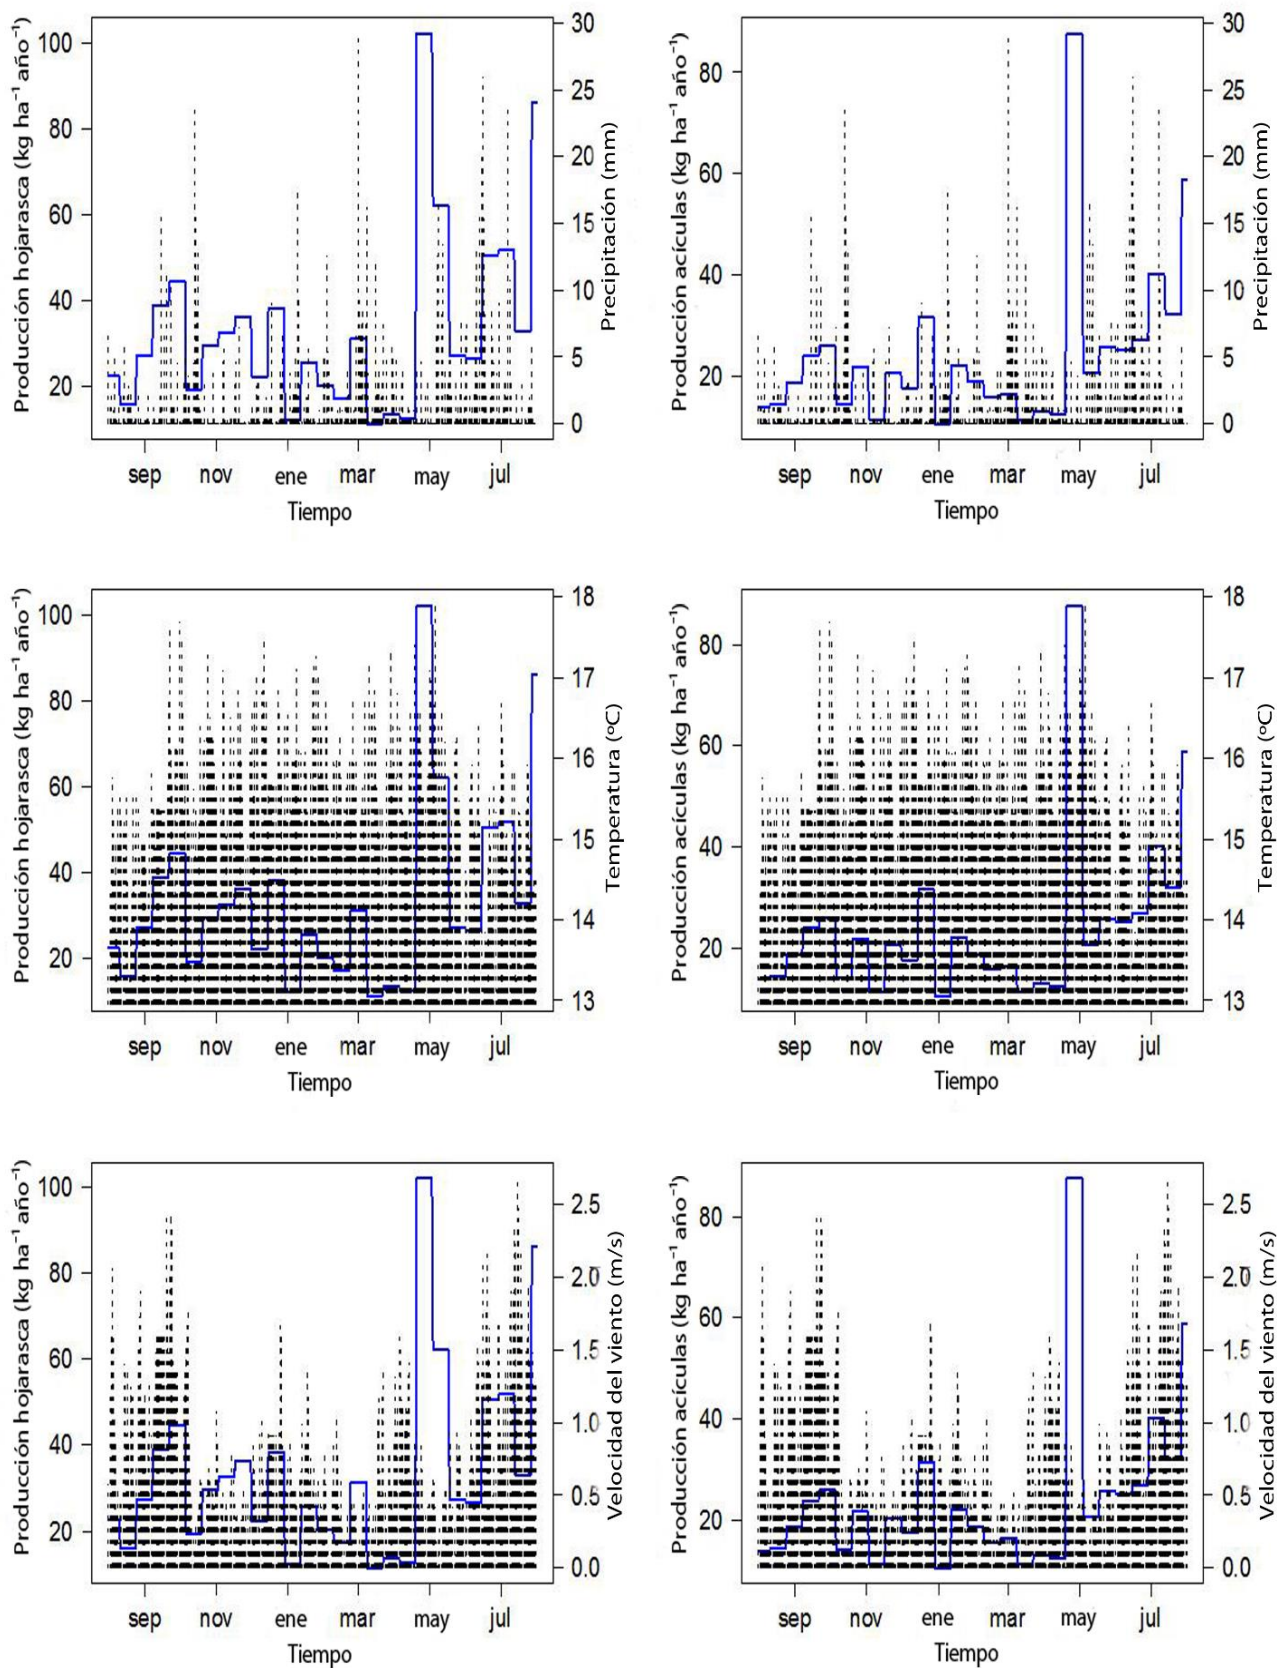 Producción hojarasca (kg ha⁻¹ año⁻¹)
100
80
60
40
20
30
25
20
15
10
5
0
Precipitación (mm)
sep nov ene mar may jul
Tiempo
Producción acículas (kg ha⁻¹ año⁻¹)
80
60
40
20
30
25
20
15
10
5
0
Precipitación (mm)
sep nov ene mar may jul
Tiempo
Producción hojarasca (kg ha⁻¹ año⁻¹)
100
80
60
40
20
18
17
16
15
14
13
Temperatura (ºC)
sep nov ene mar may jul
Tiempo
Producción acículas (kg ha⁻¹ año⁻¹)
80
60
40
20
18
17
16
15
14
13
Temperatura (ºC)
sep nov ene mar may jul
Tiempo
Producción hojarasca (kg ha⁻¹ año⁻¹)
100
80
60
40
20
2.5
2.0
1.5
1.0
0.5
0.0
Velocidad del viento (m/s)
sep nov ene mar may jul
Tiempo
Producción acículas (kg ha⁻¹ año⁻¹)
80
60
40
20
2.5
2.0
1.5
1.0
0.5
0.0
Velocidad del viento (m/s)
sep nov ene mar may jul
Tiempo